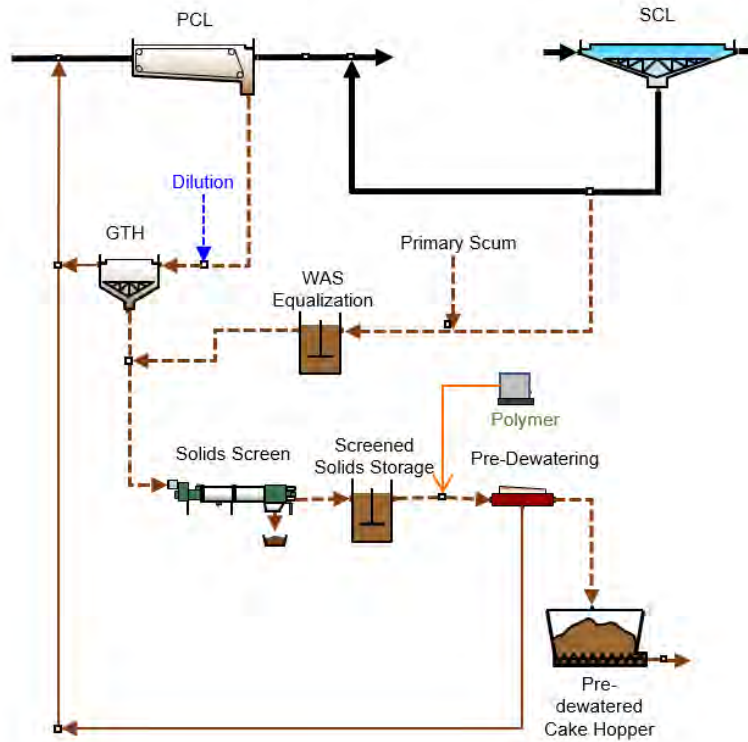 PCL
SCL
Dilution
GTH
Primary Scum
WAS
Equalization
Polymer
Solids Screen
Screened
Solids Storage
Pre-Dewatering
Pre-
dewatered
Cake Hopper